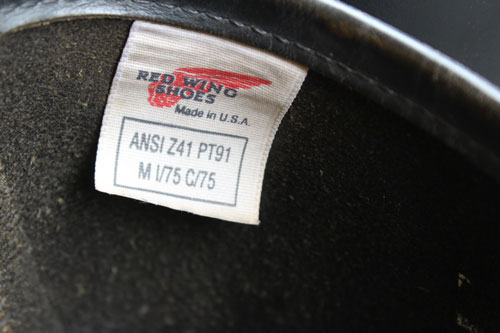 RED WING
SHOES
Made in U.S.A.
ANSI Z41 PT91
M I/75 C/75